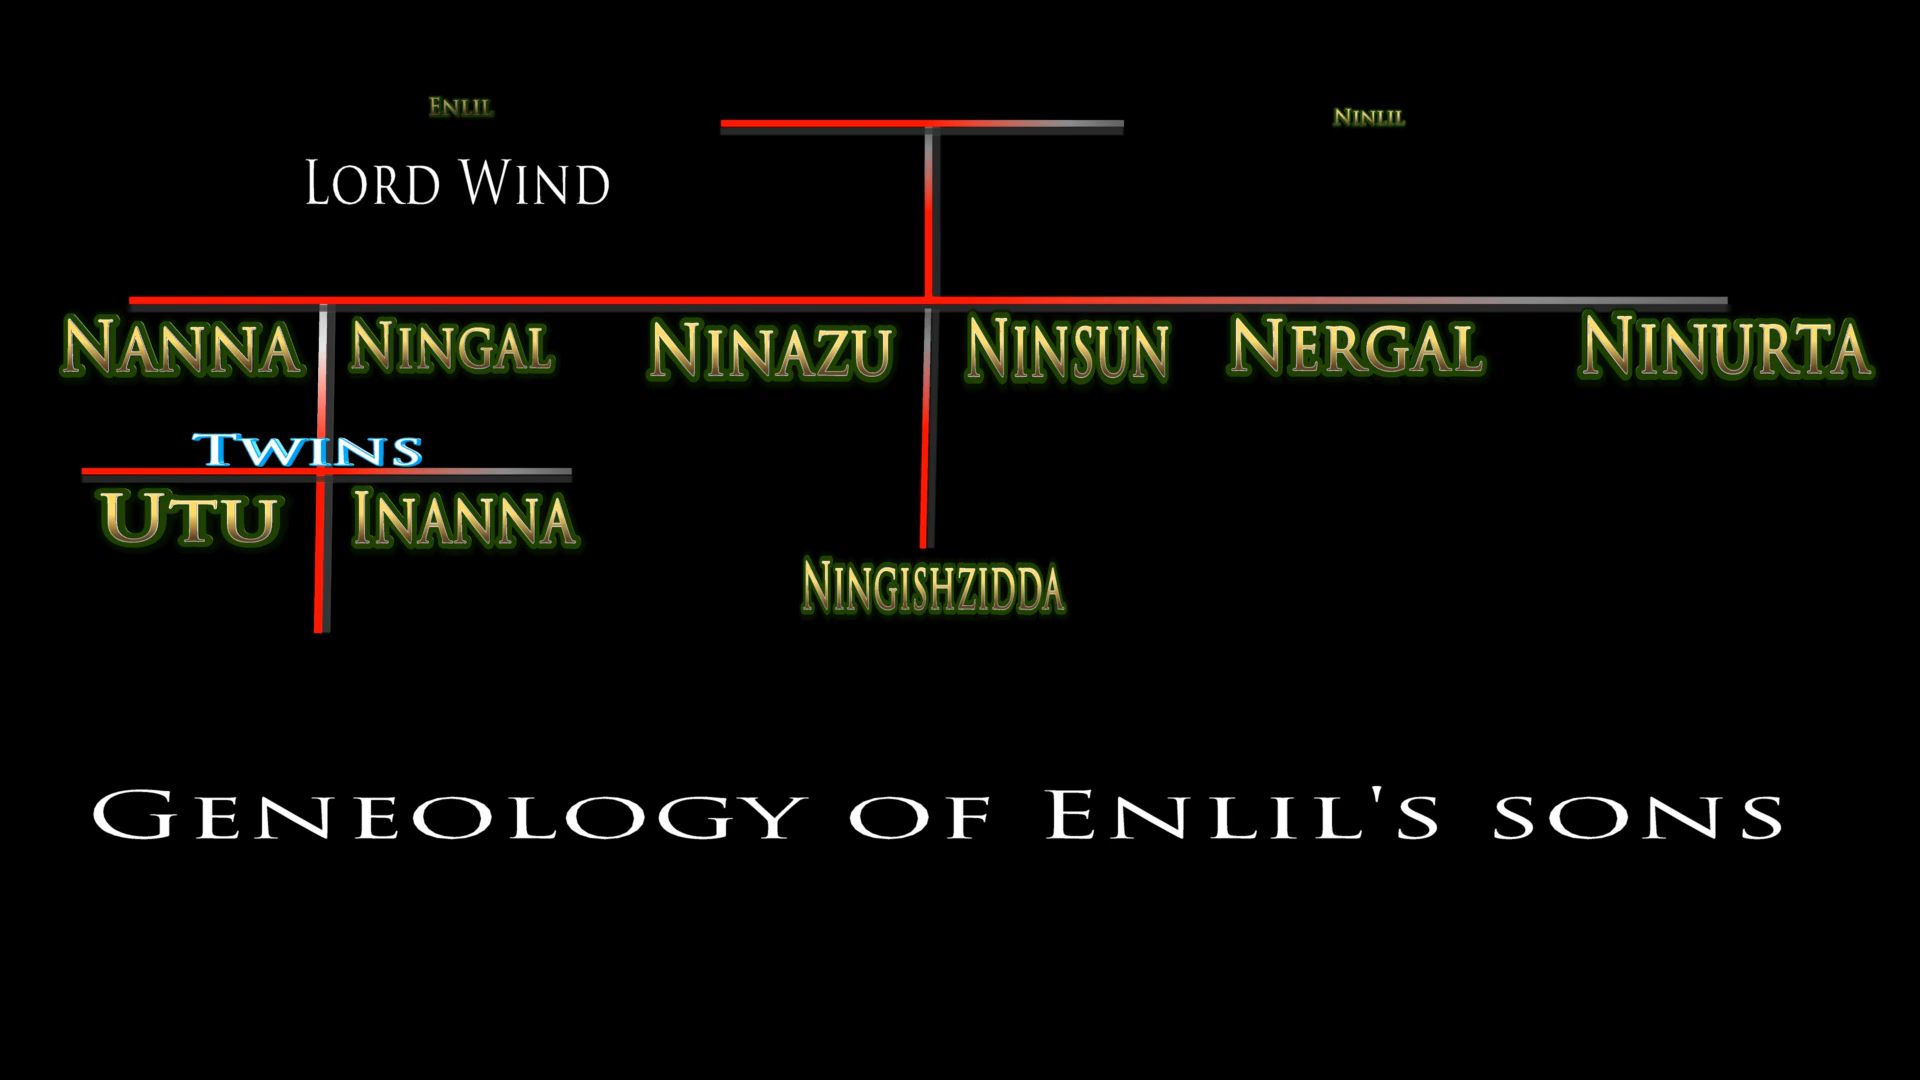 Enlil
Ninlil
Lord Wind
Nanna Ningal Ninazu Ninsun Nergal Ninurta
Twins
Utu Inanna
Ningishzidda
Geneology of Enlil's sons